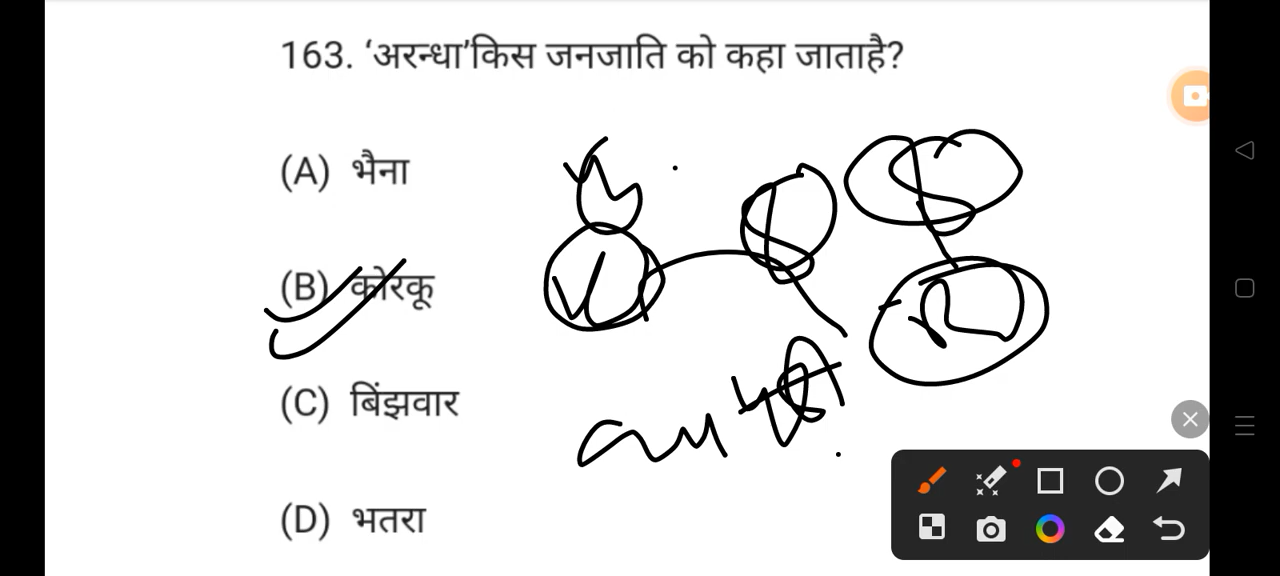 163. ‘अरन्धा’किस जनजाति को कहा जाताहै?
(A) भैना
(B) कोरकू
(C) बिंझवार
(D) भतरा